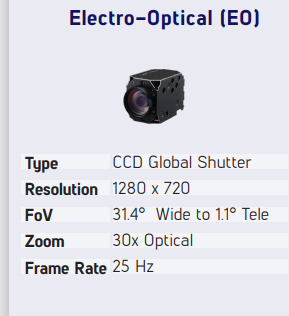 Electro-Optical (EO)
Type CCD Global Shutter
Resolution 1280 x 720
FoV 31.4° Wide to 1.1° Tele
Zoom 30x Optical
Frame Rate 25 Hz